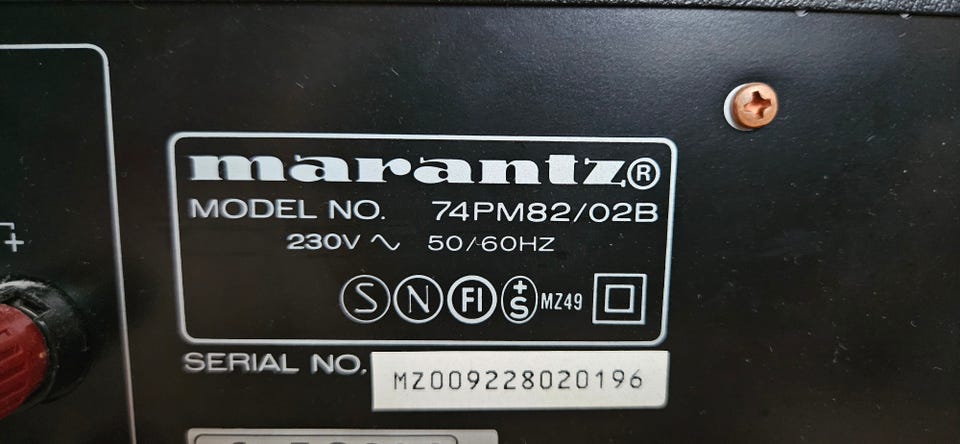 marantz®
MODEL NO. 74PM82/02B
230V ∿ 50/60HZ
S N FI +S MZ49
SERIAL NO. MZ009228020196
+